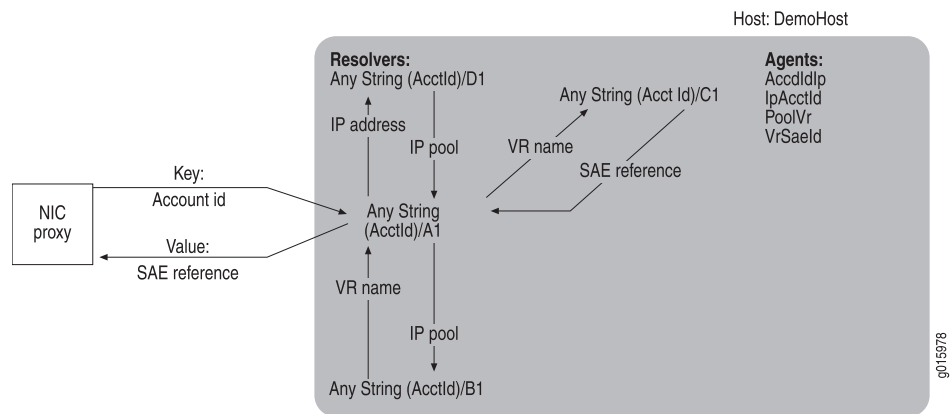 Host: DemoHost
Resolvers:
Any String (AcctId)/D1
IP address
IP pool
Any String (Acct Id)/C1
VR name
SAE reference
Agents:
AccdIdIp
IpAcctId
PoolVr
VrSaeId
NIC
proxy
Key:
Account id
Value:
SAE reference
Any String
(AcctId)/A1
VR name
IP pool
Any String (AcctId)/B1
g015978